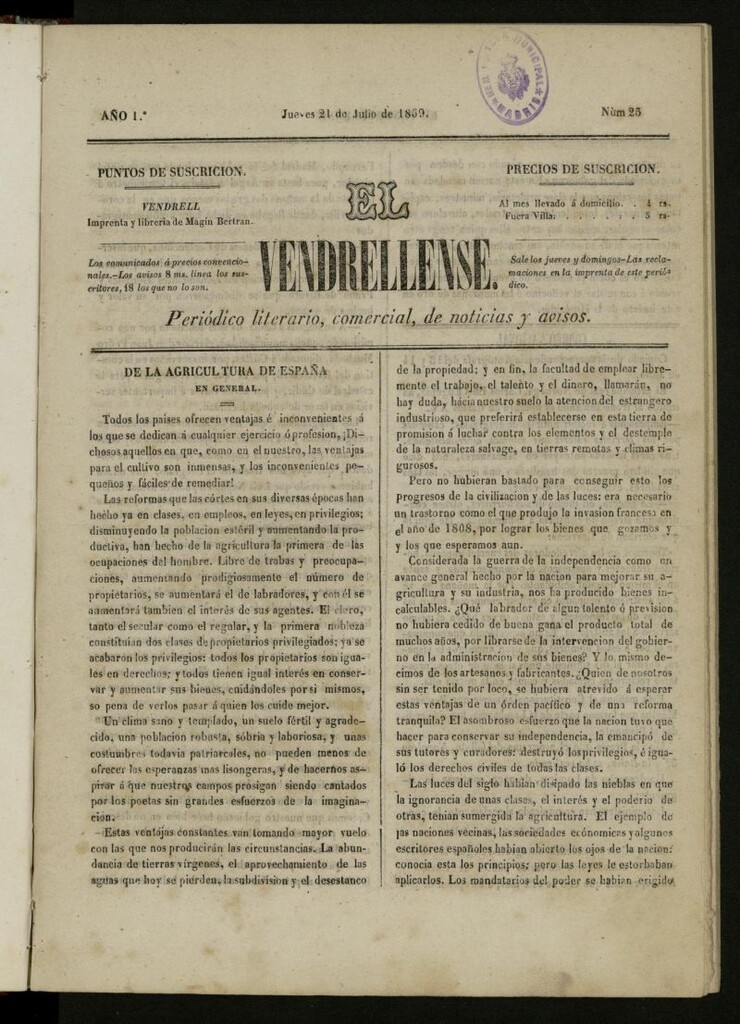 AÑO I.º
Jueves 21 de Julio de 1859.
Núm 25
PUNTOS DE SUSCRICION.
VENDRELL
Imprenta y libreria de Magin Bertran.
Los comunicados á precios convencio-
nales.-Los avisos 8 ms. linea los sus-
critores, 18 los que no lo son.
EL
VENDRELLENSE.
PRECIOS DE SUSCRICION.
Al mes llevado á domicilio. . 4 rs.
Fuera Villa: . . . . . : . 5 rs-
Sale los jueves y domingos-Las recla-
maciones en la imprenta de este periò
dico.
Periódico literario, comercial, de noticias y avisos.
DE LA AGRICULTURA DE ESPAÑA
EN GENERAL.
Todos los paises ofrecen ventajas é inconvenientes á
los que se dedican á cualquier ejercicio ó profesion, ¡Di-
chosos aquellos en que, como en el nuestro, las ventajas
para el cultivo son inmensas, y los inconvenientes pe-
queños y fáciles de remediar!
Las reformas que las córtes en sus diversas épocas han
hecho ya en clases, en empleos, en leyes, en privilegios;
disminuyendo la poblacion estéril y aumentando la pro-
ductiva, han hecho de la agricultura la primera de las
ocupaciones del hombre. Libre de trabas y preocupa-
ciones, aumentando prodigiosamente el número de
propietarios, se aumentará el de labradores, y con él se
aumentará tambien el interés de sus agentes. El clero,
tanto el secular como el regular, y la primera nobleza
constituian dos clases de propietarios privilegiados; ya se
acabaron los privilegios: todos los propietarios son igua-
les en derechos; y todos tienen igual interés en conser-
var y aumentar sus bienes, cuidándoles por si mismos,
so pena de verlos pasar á quien los cuide mejor.
Un clima sano y templado, un suelo fértil y agrade-
cido, una poblacion robusta, sóbria y laboriosa, y unas
costumbres todavia patriarcales, no pueden menos de
ofrecer las esperanzas mas lisongeras, y de hacernos as-
pirar á que nuestros campos prosigan siendo cantados
por los poetas sin grandes esfuerzos de la imagina-
cion.
Estas ventajas constantes van tomando mayor vuelo
con las que nos producirán las circunstancias. La abun-
dancia de tierras vírgenes, el aprovechamiento de las
aguas que hoy se pierden, la subdivision y el desestanco
de la propiedad; y en fin, la facultad de emplear libre-
mente el trabajo, el talento y el dinero, llamarán, no
hay duda, hácia nuestro suelo la atencion del estrangero
industrioso, que preferirá establecerse en esta tierra de
promision á luchar contra los elementos y el destemple
de la naturaleza salvage, en tierras remotas y climas ri-
gurosos.
Pero no hubieran bastado para conseguir esto los
progresos de la civilizacion y de las luces: era necesario
un trastorno como el que produjo la invasion francesa en
el año de 1808, por lograr los bienes que gozamos y
y los que esperamos aun.
Considerada la guerra de la independencia como un
avance general hecho por la nacion para mejorar su a-
gricultura y su industria, nos ha producido bienes in-
calculables. ¿Qué labrador de algun talento ó prevision
no hubiera cedido de buena gana el producto total de
muchos años, por librarse de la intervencion del gobier-
no en la administracion de sus bienes? Y lo mismo de-
cimos de los artesanos y fabricantes. ¿Quien de nosotros
sin ser tenido por loco, se hubiera atrevido á esperar
estas ventajas de un órden pacífico y de una reforma
tranquila? El asombroso esfuerzo que la nacion tuvo que
hacer para conservar su independencia, la emancipó de
sus tutores y curadores: destruyó los privilegios, é igua-
ló los derechos civiles de todas las clases.
Las luces del siglo habian disipado las nieblas en que
la ignorancia de unas clases, el interés y el poderio de
otras, tenian sumergida la agricultura. El ejemplo de
las naciones vecinas, las sociedades económicas y algunos
escritores españoles habian abierto los ojos de la nacion:
conocia esta los principios; pero las leyes le estorbaban
aplicarlos. Los mandatarios del poder se habian erigido